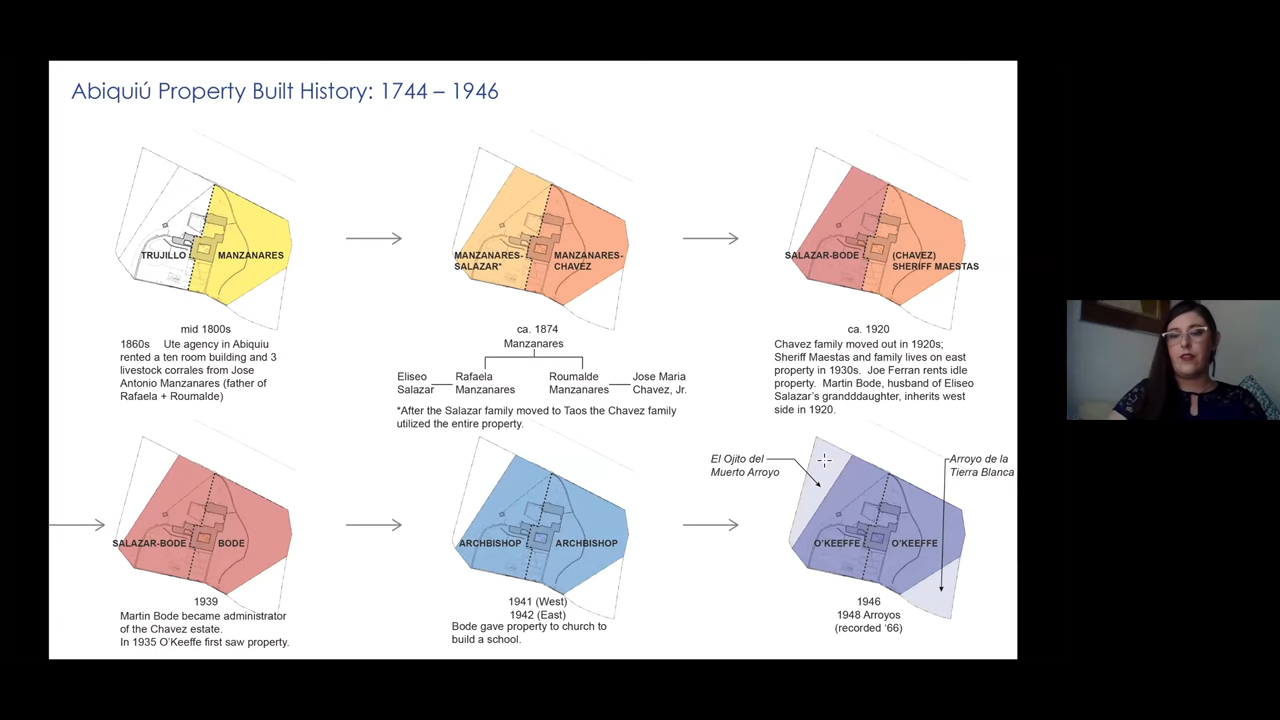 Abiquiú Property Built History: 1744 – 1946
TRUJILLO
MANZANARES
mid 1800s
1860s Ute agency in Abiquiu
rented a ten room building and 3
livestock corrales from Jose
Antonio Manzanares (father of
Rafaela + Roumalde)
MANZANARES-
SALAZAR*
MANZANARES-
CHAVEZ
ca. 1874
Manzanares
Eliseo
Salazar
Rafaela
Manzanares
Roumalde
Manzanares
Jose Maria
Chavez, Jr.
*After the Salazar family moved to Taos the Chavez family
utilized the entire property.
SALAZAR-BODE
(CHAVEZ)
SHERIFF MAESTAS
ca. 1920
Chavez family moved out in 1920s;
Sheriff Maestas and family lives on east
property in 1930s. Joe Ferran rents idle
property. Martin Bode, husband of Eliseo
Salazar's grandddaughter, inherits west
side in 1920.
SALAZAR-BODE
BODE
1939
Martin Bode became administrator
of the Chavez estate.
In 1935 O'Keeffe first saw property.
ARCHBISHOP
ARCHBISHOP
1941 (West)
1942 (East)
Bode gave property to church to
build a school.
El Ojito del
Muerto Arroyo
Arroyo de la
Tierra Blanca
O'KEEFFE
O'KEEFFE
1946
1948 Arroyos
(recorded '66)